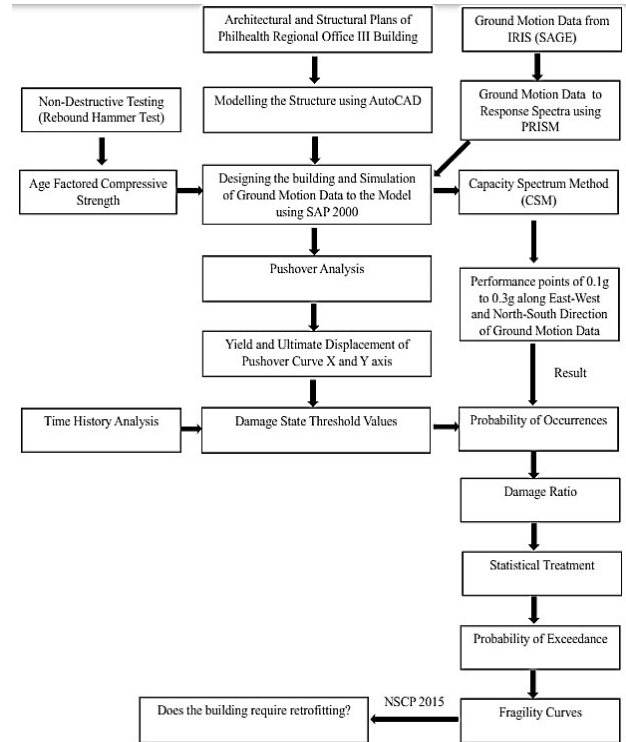 Architectural and Structural Plans of
Philhealth Regional Office III Building
Ground Motion Data from
IRIS (SAGE)
Non-Destructive Testing
(Rebound Hammer Test)
Modelling the Structure using AutoCAD
Ground Motion Data to
Response Spectra using
PRISM
Age Factored Compressive
Strength
Designing the building and Simulation
of Ground Motion Data to the Model
using SAP 2000
Capacity Spectrum Method
(CSM)
Pushover Analysis
Performance points of 0.1g
to 0.3g along East-West
and North-South Direction
of Ground Motion Data
Yield and Ultimate Displacement of
Pushover Curve X and Y axis
Result
Time History Analysis
Damage State Threshold Values
Probability of Occurrences
Damage Ratio
Statistical Treatment
Probability of Exceedance
Does the building require retrofitting?
NSCP 2015
Fragility Curves